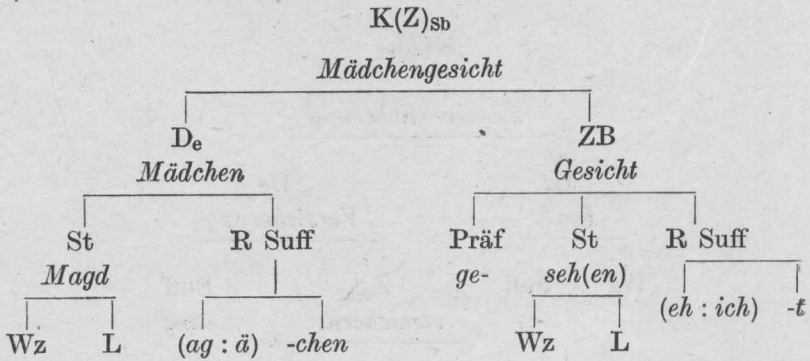 K(Z)Sb
Mädchengesicht
De ZB
Mädchen Gesicht
St R Suff Präf St R Suff
Magd ge- seh(en)
(eh : ich) -t
Wz L (ag : ä) -chen Wz L